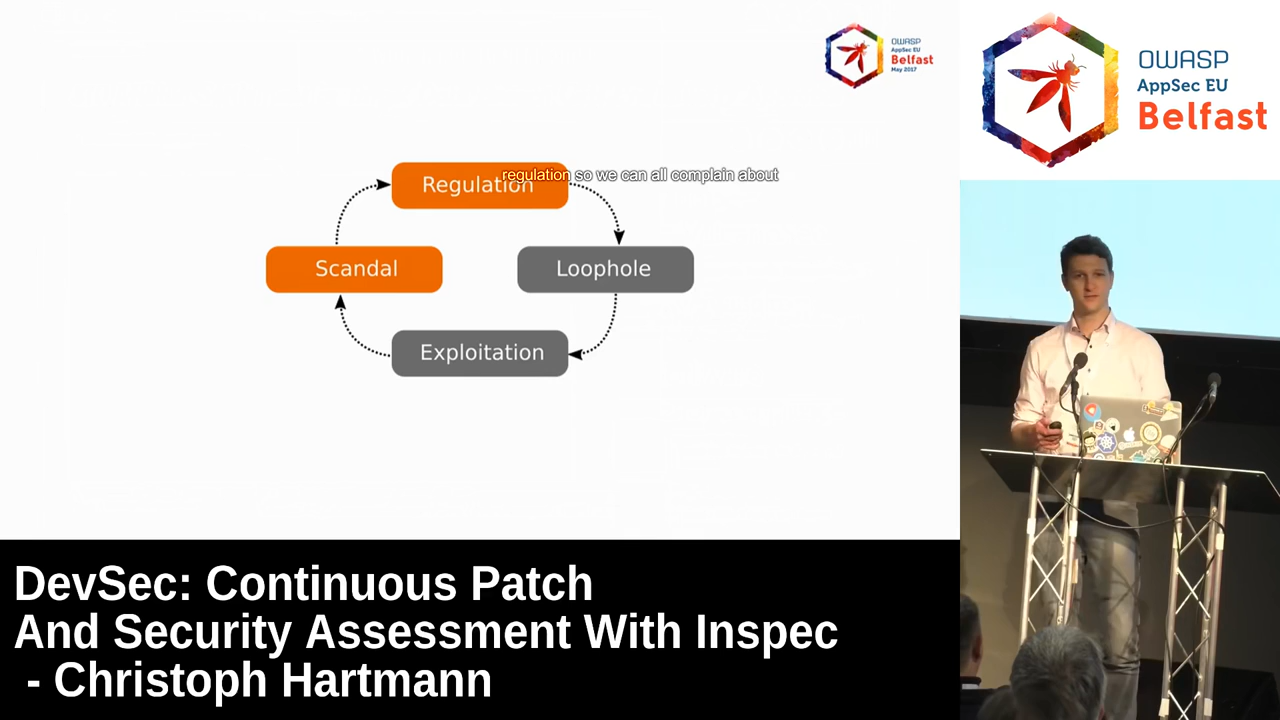 OWASP
AppSec EU
Belfast
May 2017
OWASP
AppSec EU
Belfast
Regulation
regulation so we can all complain about
Scandal
Loophole
Exploitation
DevSec: Continuous Patch
And Security Assessment With Inspec
- Christoph Hartmann